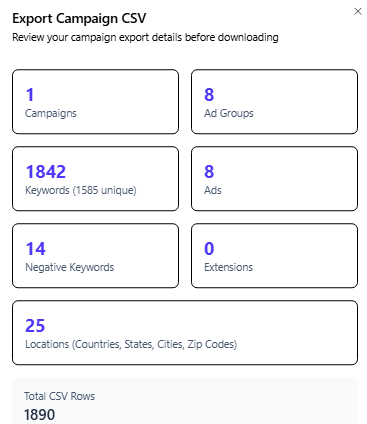 Export Campaign CSV
Review your campaign export details before downloading
1
Campaigns
8
Ad Groups
1842
Keywords (1585 unique)
8
Ads
14
Negative Keywords
0
Extensions
25
Locations (Countries, States, Cities, Zip Codes)
Total CSV Rows
1890